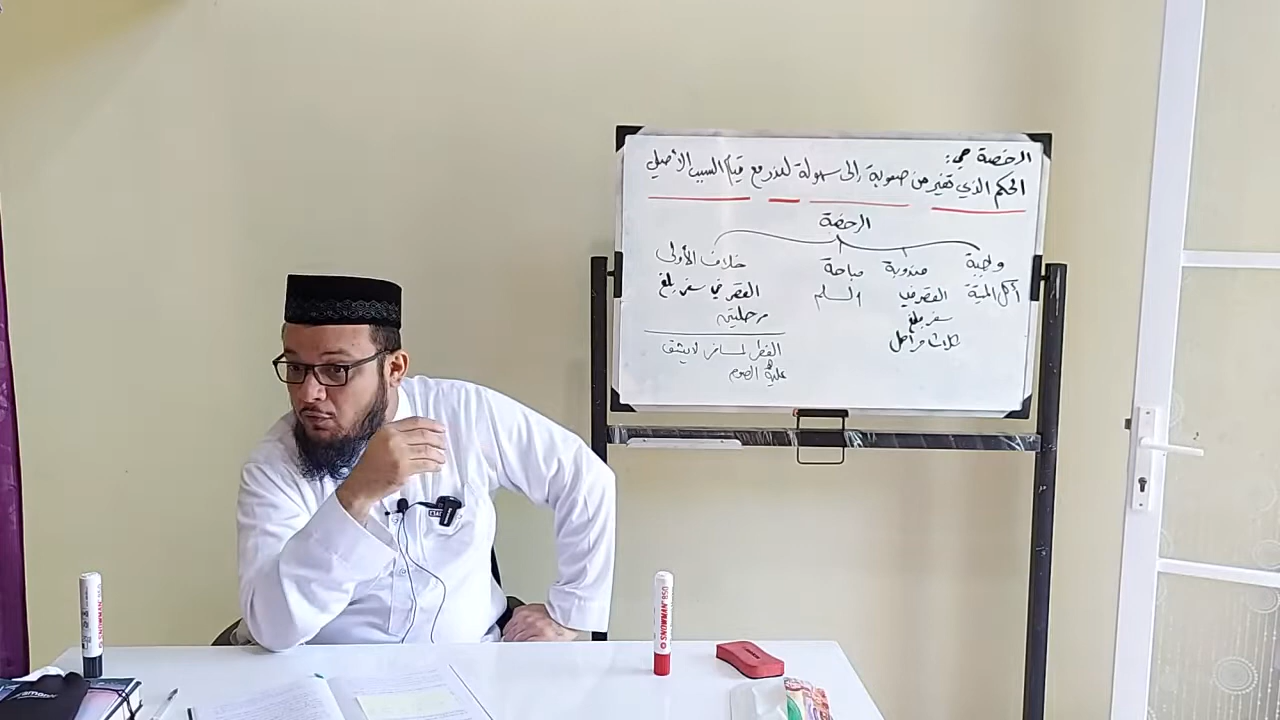 الرخصة هي:
الحكم الذي تغير من صعوبة إلى سهولة لعذر مع قيام السبب الأصلي
الرخصة
واجبة
أكل الميتة
مندوبة
القصر في
سفر بلغ
ثلاث مراحل
مباحة
السلم
خلاف الأولى
القصر في سفر بلغ
مرحلتين
الفطر لمسافر لا يشق
عليه الصوم
SNOWMAN